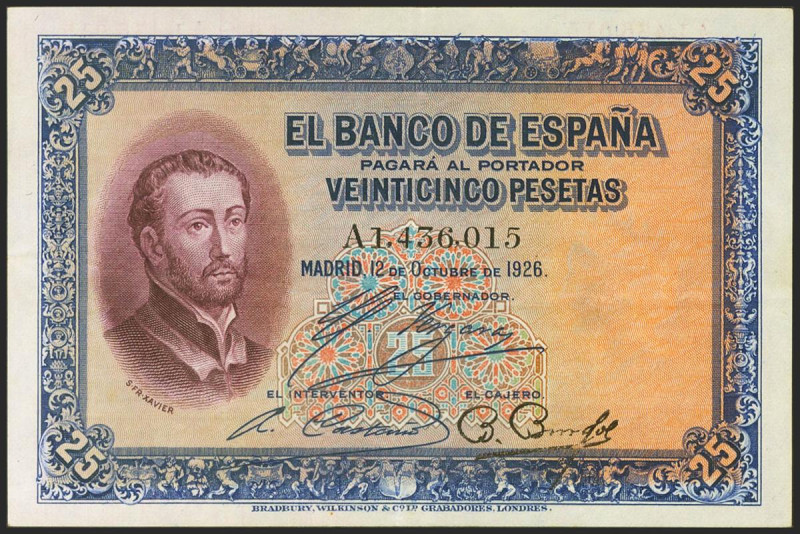 25 25
EL BANCO DE ESPAÑA
PAGARÁ AL PORTADOR
VEINTICINCO PESETAS
A1.436,015
MADRID, 12 DE OCTUBRE DE 1926.
EL GOBERNADOR.
25
S. FR. XAVIER
EL INTERVENTOR. EL CAJERO.
25 25
BRADBURY, WILKINSON & Cº Lᴰ GRABADORES, LONDRES.